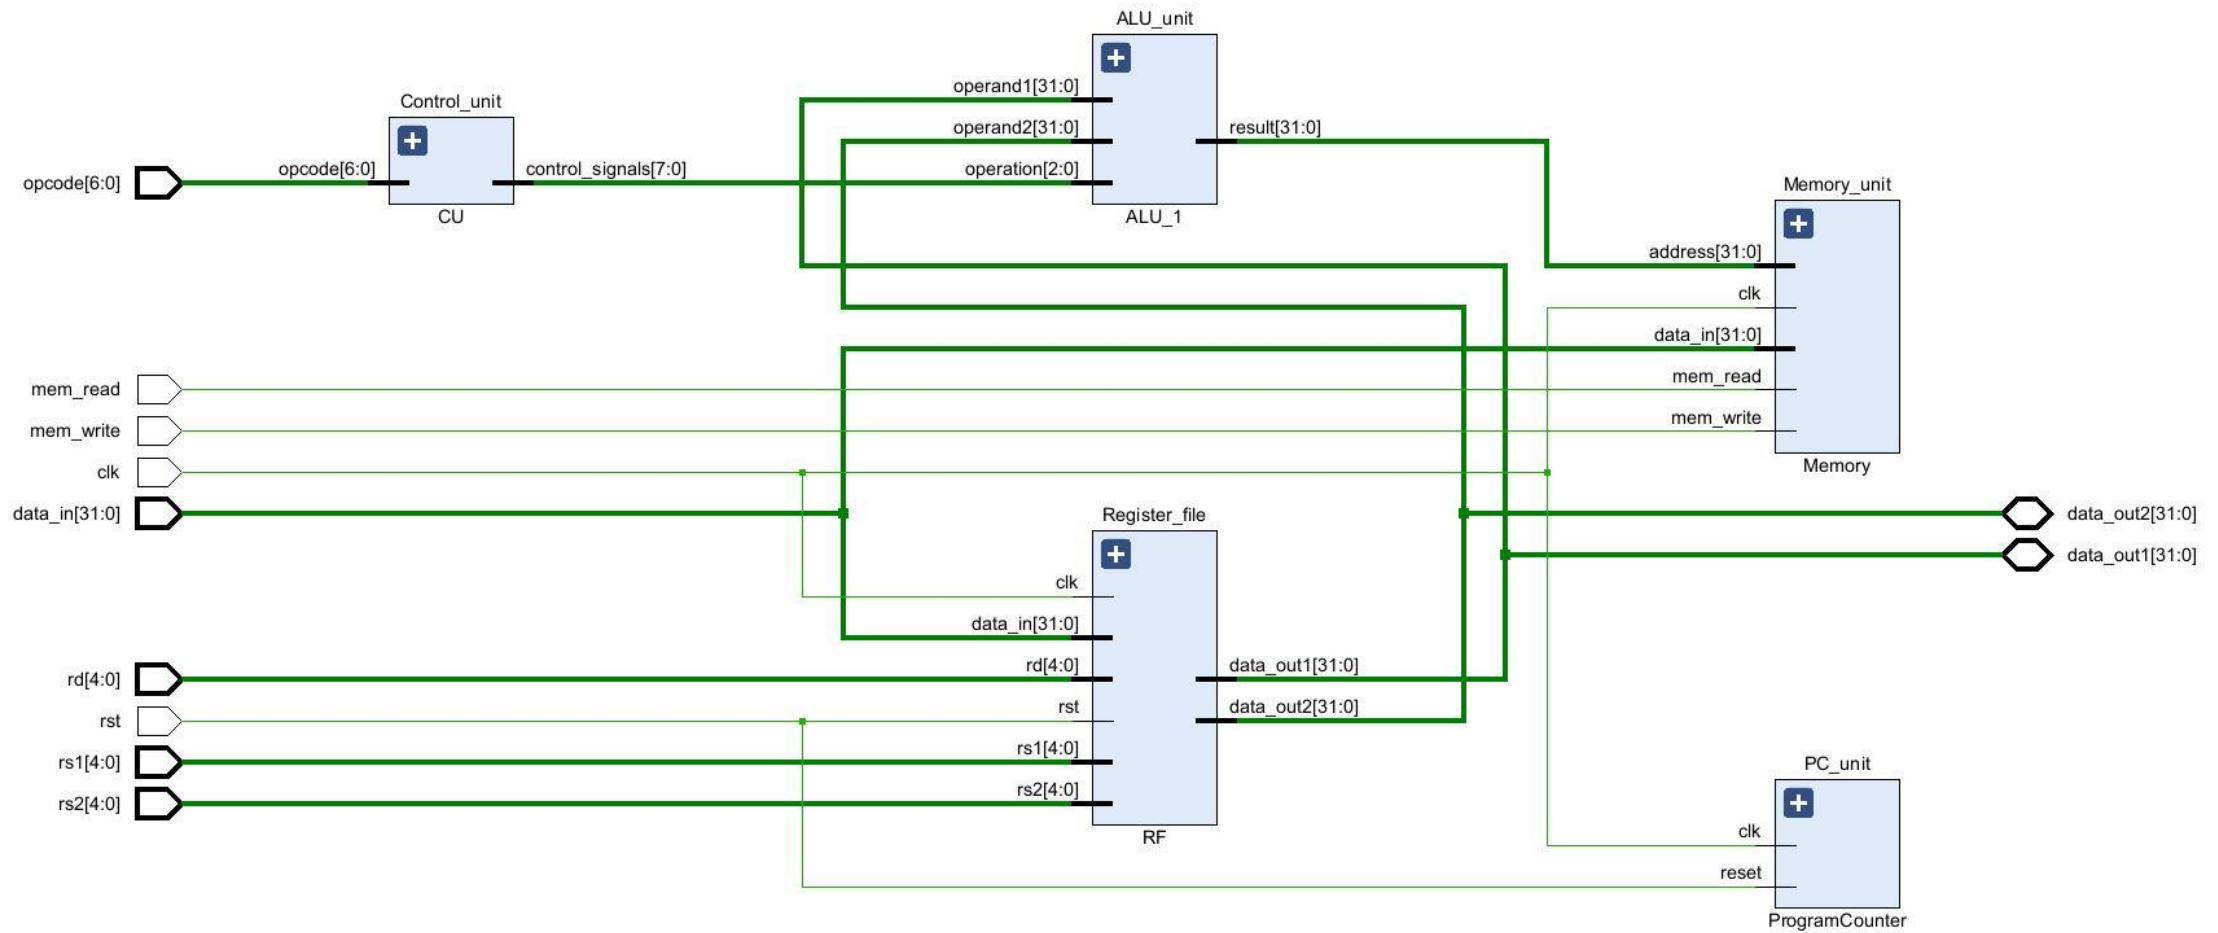 ALU_unit
operand1[31:0]
operand2[31:0]
operation[2:0]
result[31:0]
ALU_1
Control_unit
opcode[6:0]
opcode[6:0]
control_signals[7:0]
CU
Memory_unit
address[31:0]
clk
data_in[31:0]
mem_read
mem_write
Memory
mem_read
mem_write
clk
data_in[31:0]
Register_file
clk
data_in[31:0]
rd[4:0]
rst
rs1[4:0]
rs2[4:0]
data_out1[31:0]
data_out2[31:0]
RF
rd[4:0]
rst
rs1[4:0]
rs2[4:0]
data_out2[31:0]
data_out1[31:0]
PC_unit
clk
reset
ProgramCounter